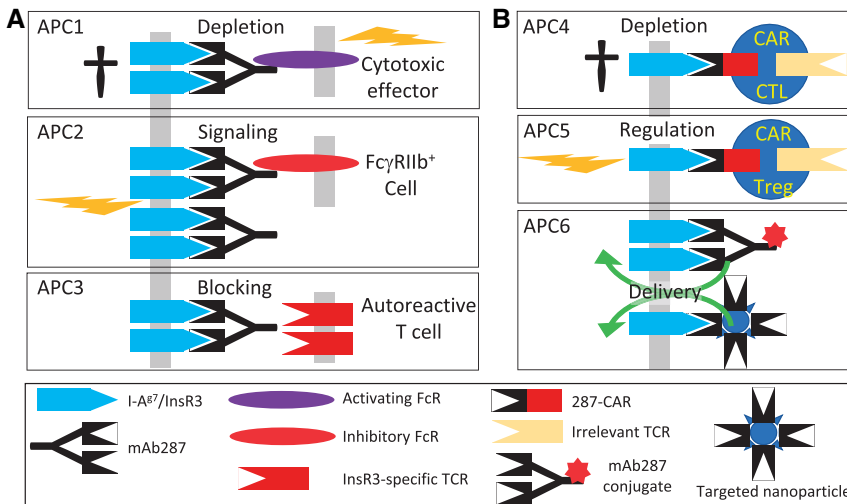 A
APC1
Depletion
Cytotoxic
effector
APC2
Signaling
FcγRIIb⁺
Cell
APC3
Blocking
Autoreactive
T cell
B
APC4
Depletion
CAR
CTL
APC5
Regulation
CAR
Treg
APC6
Delivery
I-Aᵍ⁷/InsR3
mAb287
Activating FcR
Inhibitory FcR
InsR3-specific TCR
287-CAR
Irrelevant TCR
mAb287
conjugate
Targeted nanoparticle